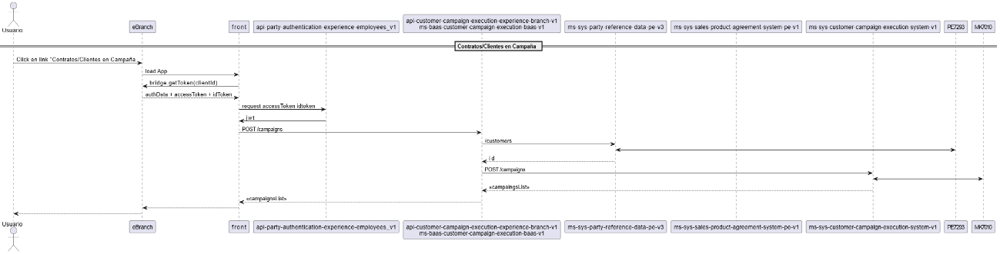 Usuario
eBranch
front
api-party-authentication-experience-employees_v1
api-customer-campaign-execution-experience-branch-v1
ms-baas-customer-campaign-execution-baas-v1
ms-sys-party-reference-data-pe-v3
ms-sys-sales-product-agreement-system-pe-v1
ms-sys-customer-campaign-execution-system-v1
PE7293
MK7010
Contratos/Clientes en Campaña
Click en link "Contratos/Clientes en Campaña
load App
bridge getToken(clientId)
authData + accessToken + idToken
request accessToken idtoken
jwt
POST /campaigns
/customers
id
POST /campaigns
«campaingsList»
«campaignsList»
Usuario
eBranch
front
api-party-authentication-experience-employees_v1
api-customer-campaign-execution-experience-branch-v1
ms-baas-customer-campaign-execution-baas-v1
ms-sys-party-reference-data-pe-v3
ms-sys-sales-product-agreement-system-pe-v1
ms-sys-customer-campaign-execution-system-v1
PE7293
MK7010